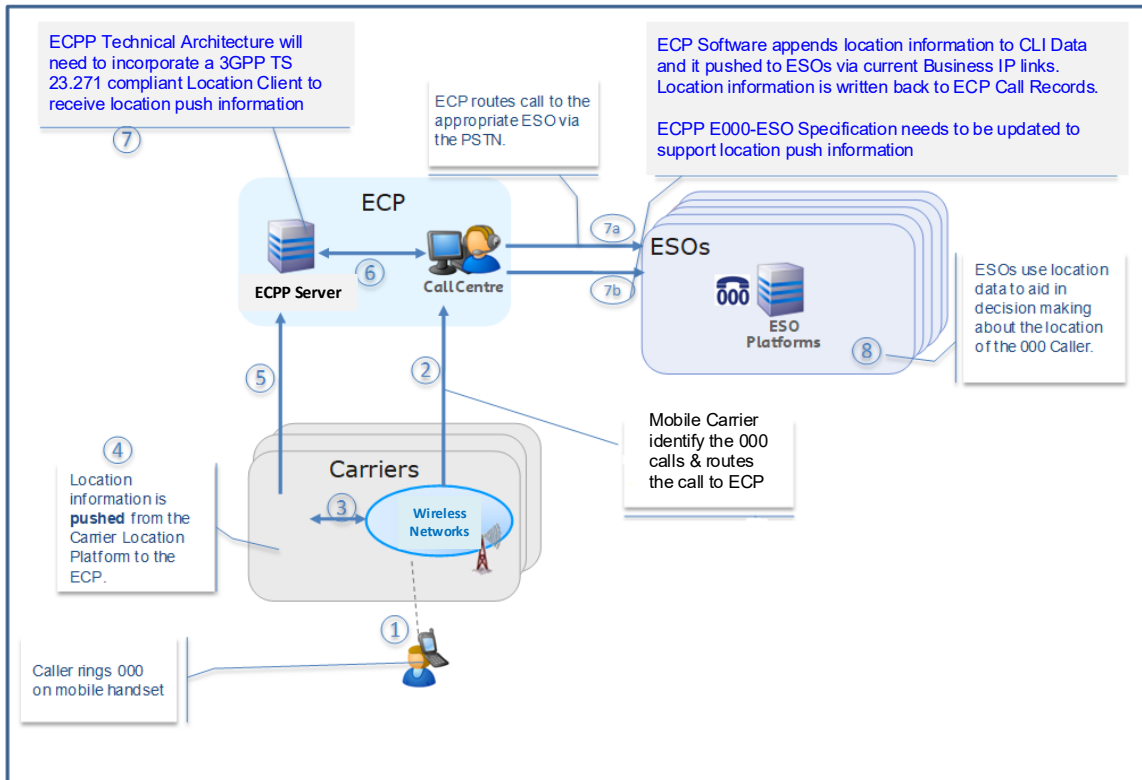 ECPP Technical Architecture will
need to incorporate a 3GPP TS
23.271 compliant Location Client to
receive location push information
7
ECP routes call to the
appropriate ESO via
the PSTN.
ECP Software appends location information to CLI Data
and it pushed to ESOs via current Business IP links.
Location information is written back to ECP Call Records.
ECPP E000-ESO Specification needs to be updated to
support location push information
ECP
ECPP Server
6
Call Centre
7a
7b
ESOs
000
ESO
Platforms
8
ESOs use location
data to aid in
decision making
about the location
of the 000 Caller.
5
2
Mobile Carrier
identify the 000
calls & routes
the call to ECP
4
Location
information is
pushed from the
Carrier Location
Platform to the
ECP.
Carriers
3
Wireless
Networks
1
Caller rings 000
on mobile handset